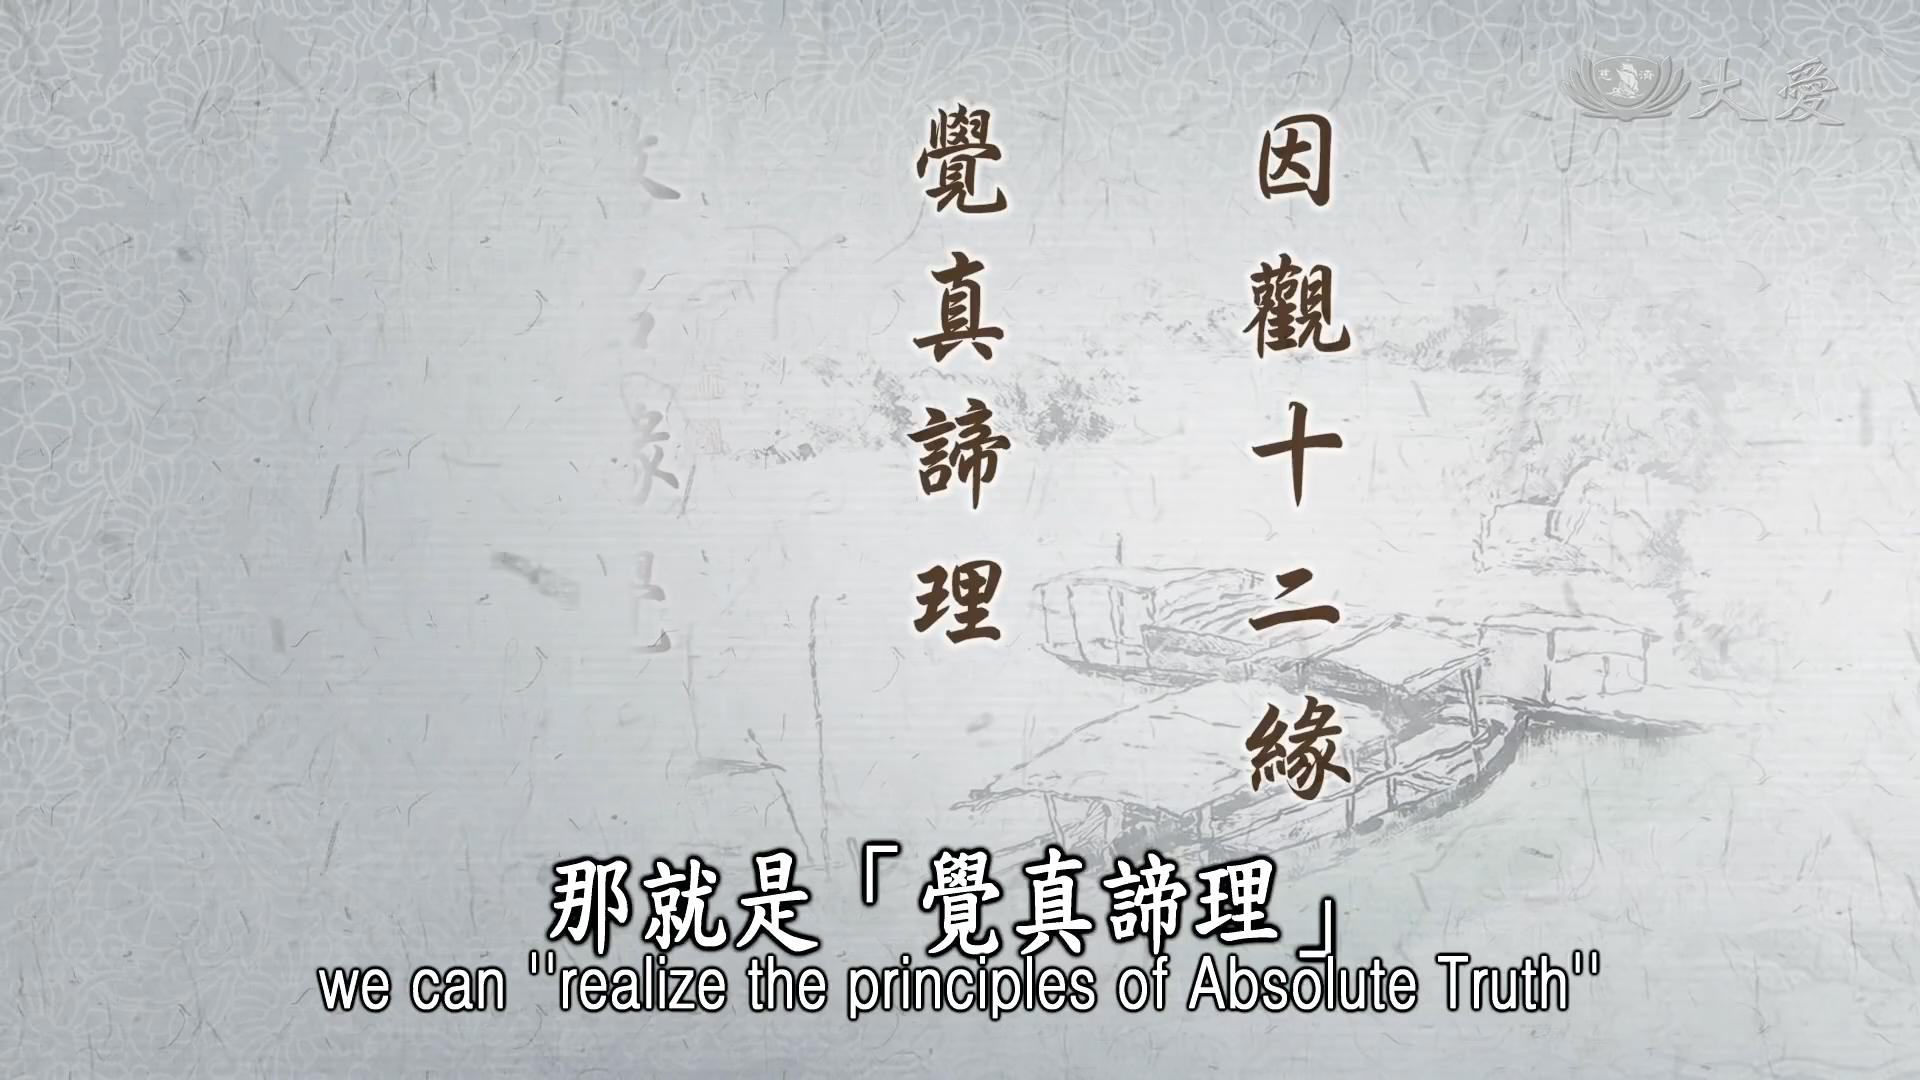 大愛
因觀十二緣
覺真諦理
那就是「覺真諦理」
we can "realize the principles of Absolute Truth"